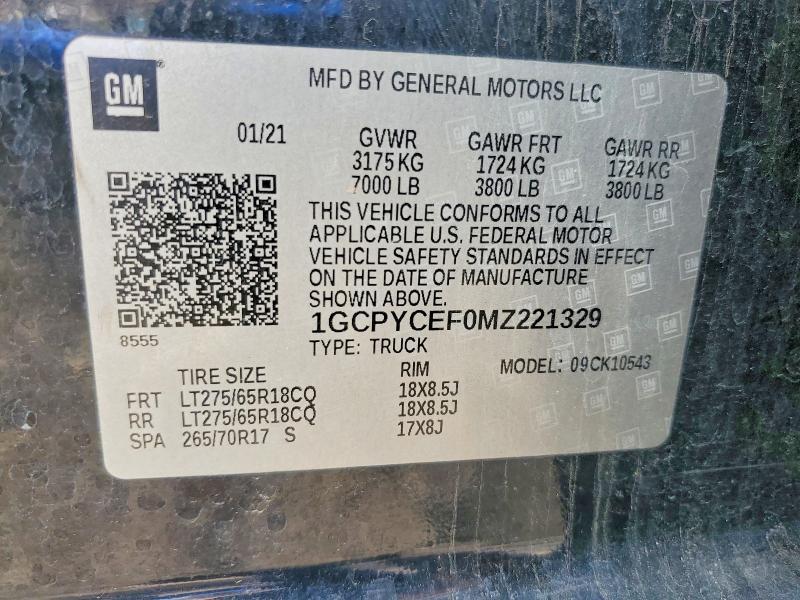 GM
MFD BY GENERAL MOTORS LLC
01/21
GVWR GAWR FRT GAWR RR
3175 KG 1724 KG 1724 KG
7000 LB 3800 LB 3800 LB
THIS VEHICLE CONFORMS TO ALL
APPLICABLE U.S. FEDERAL MOTOR
VEHICLE SAFETY STANDARDS IN EFFECT
ON THE DATE OF MANUFACTURE
SHOWN ABOVE.
1GCPYCEF0MZ221329
8555
TYPE: TRUCK
MODEL: 09CK10543
TIRE SIZE RIM
FRT LT275/65R18CQ 18X8.5J
RR LT275/65R18CQ 18X8.5J
SPA 265/70R17 S 17X8J